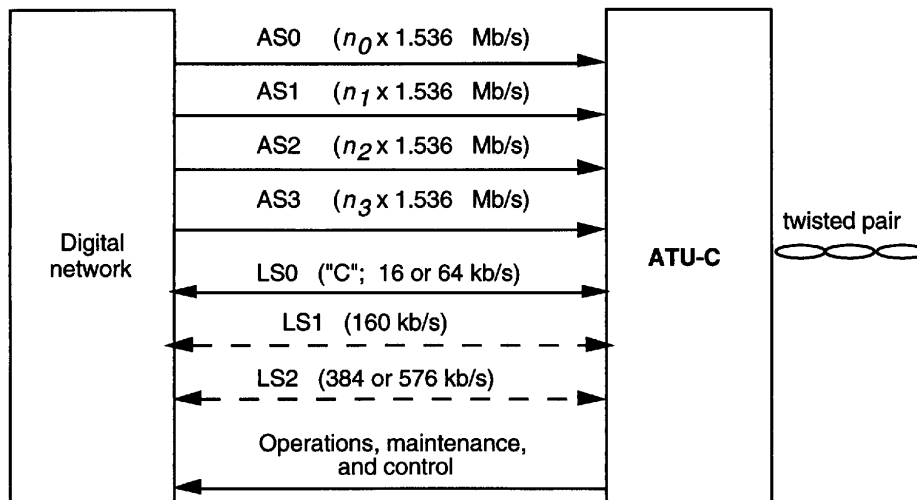 AS0 (n0 x 1.536 Mb/s)
AS1 (n1 x 1.536 Mb/s)
AS2 (n2 x 1.536 Mb/s)
AS3 (n3 x 1.536 Mb/s)
Digital
network
LS0 ("C"; 16 or 64 kb/s)
LS1 (160 kb/s)
LS2 (384 or 576 kb/s)
Operations, maintenance,
and control
ATU-C
twisted pair